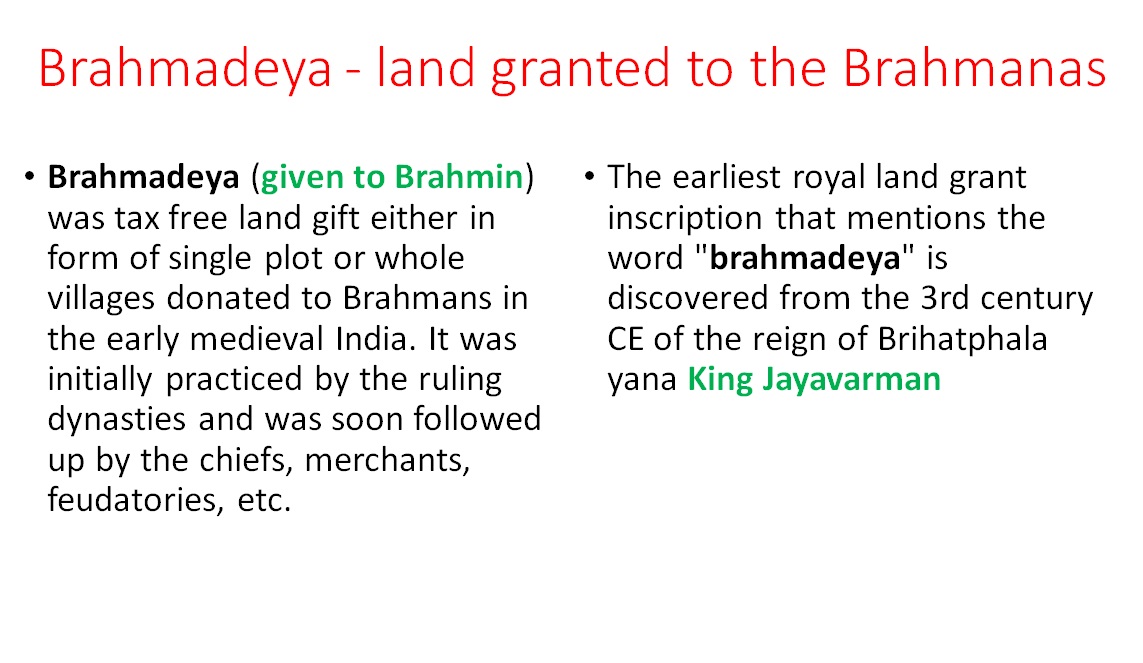 Brahmadeya - land granted to the Brahmanas
• Brahmadeya (given to Brahmin)
was tax free land gift either in
form of single plot or whole
villages donated to Brahmans in
the early medieval India. It was
initially practiced by the ruling
dynasties and was soon followed
up by the chiefs, merchants,
feudatories, etc.
• The earliest royal land grant
inscription that mentions the
word "brahmadeya" is
discovered from the 3rd century
CE of the reign of Brihatphala
yana King Jayavarman